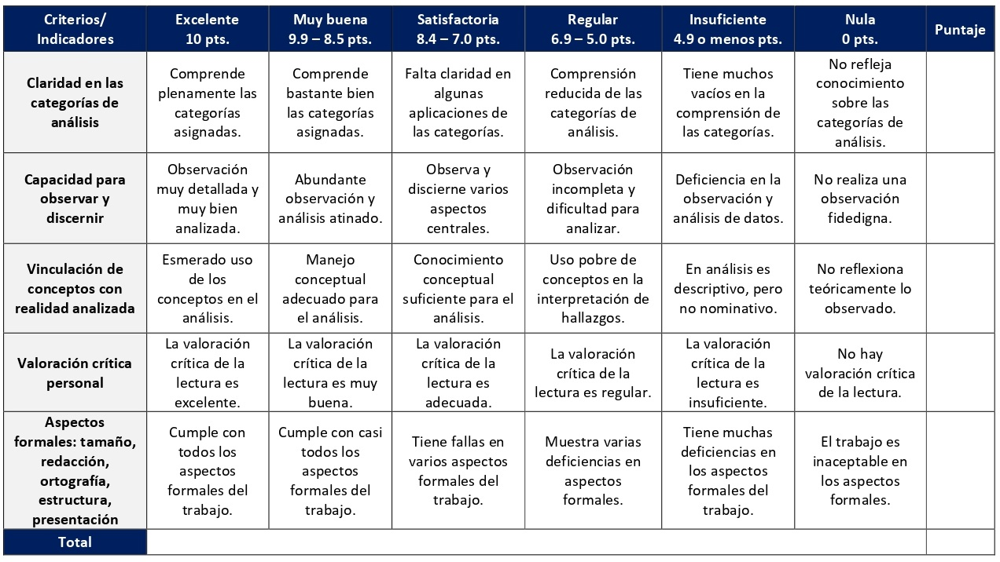 Criterios/
Indicadores
Excelente
10 pts.
Muy buena
9.9 – 8.5 pts.
Satisfactoria
8.4 – 7.0 pts.
Regular
6.9 – 5.0 pts.
Insuficiente
4.9 o menos pts.
Nula
0 pts.
Puntaje
Claridad en las
categorías de
análisis
Comprende
plenamente las
categorías
asignadas.
Comprende
bastante bien
las categorías
asignadas.
Falta claridad en
algunas
aplicaciones de
las categorías.
Comprensión
reducida de las
categorías de
análisis.
Tiene muchos
vacíos en la
comprensión de
las categorías.
No refleja
conocimiento
sobre las
categorías de
análisis.
Capacidad para
observar y
discernir
Observación
muy detallada y
muy bien
analizada.
Abundante
observación y
análisis atinado.
Observa y
discierne varios
aspectos
centrales.
Observación
incompleta y
dificultad para
analizar.
Deficiencia en la
observación y
análisis de datos.
No realiza una
observación
fidedigna.
Vinculación de
conceptos con
realidad analizada
Esmerado uso
de los
conceptos en el
análisis.
Manejo
conceptual
adecuado para
el análisis.
Conocimiento
conceptual
suficiente para el
análisis.
Uso pobre de
conceptos en la
interpretación de
hallazgos.
En análisis es
descriptivo, pero
no nominativo.
No reflexiona
teóricamente lo
observado.
Valoración crítica
personal
La valoración
crítica de la
lectura es
excelente.
La valoración
crítica de la
lectura es muy
buena.
La valoración
crítica de la
lectura es
adecuada.
La valoración
crítica de la
lectura es regular.
La valoración
crítica de la
lectura es
insuficiente.
No hay
valoración crítica
de la lectura.
Aspectos
formales: tamaño,
redacción,
ortografía,
estructura,
presentación
Cumple con
todos los
aspectos
formales del
trabajo.
Cumple con casi
todos los
aspectos
formales del
trabajo.
Tiene fallas en
varios aspectos
formales del
trabajo.
Muestra varias
deficiencias en
aspectos
formales.
Tiene muchas
deficiencias en
los aspectos
formales del
trabajo.
El trabajo es
inaceptable en
los aspectos
formales.
Total